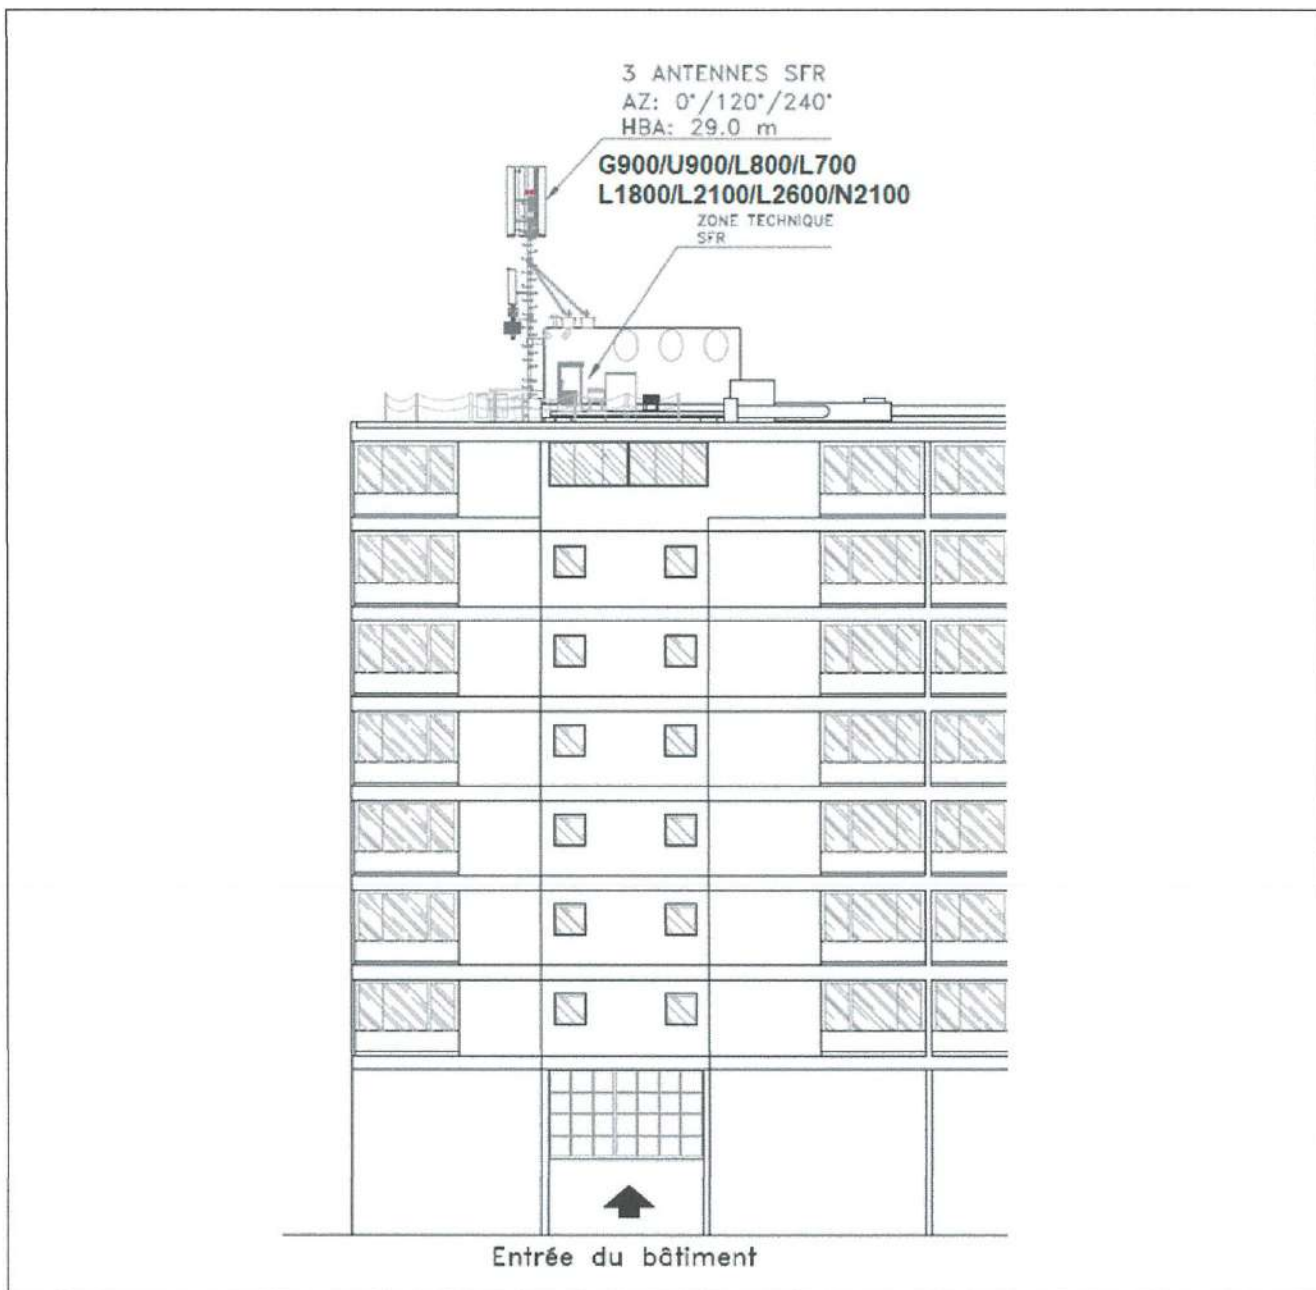 3 ANTENNES SFR
AZ: 0°/120°/240°
HBA: 29.0 m
G900/U900/L800/L700
L1800/L2100/L2600/N2100
ZONE TECHNIQUE
SFR
Entrée du bâtiment